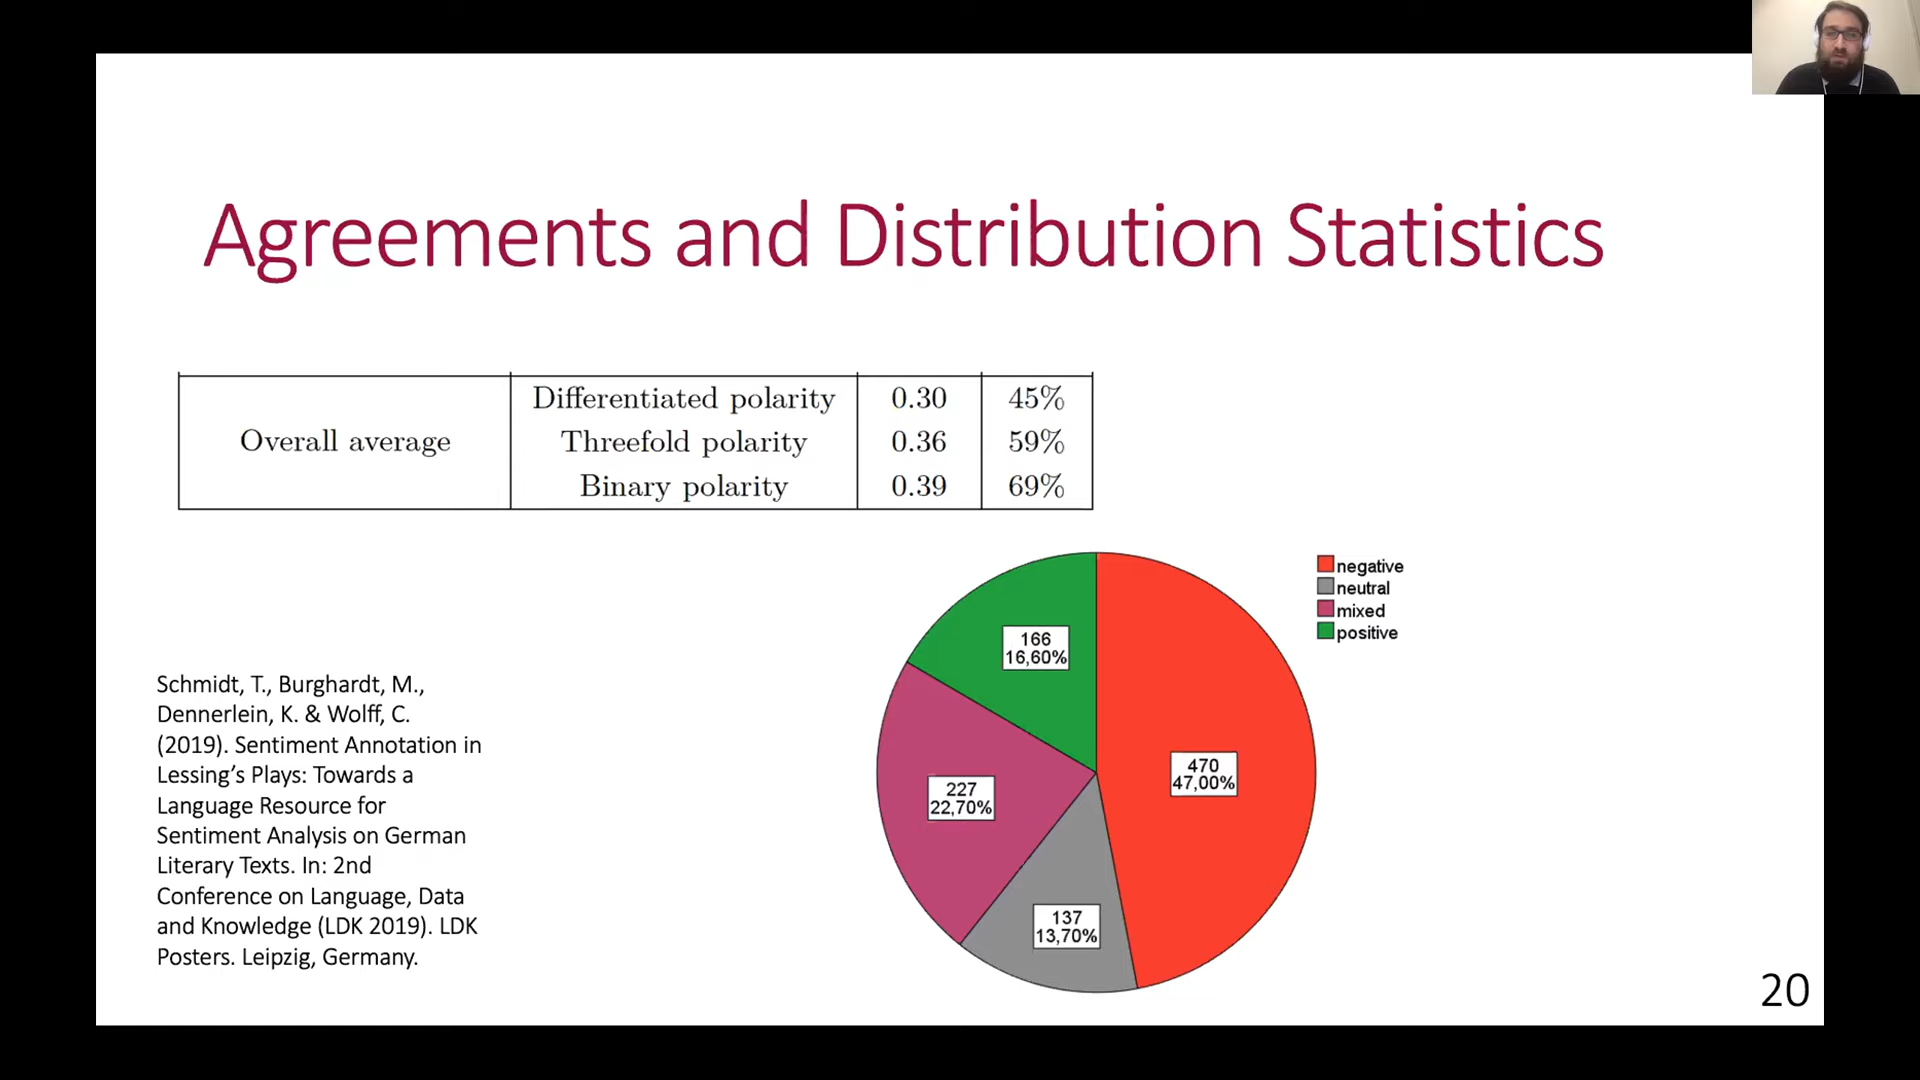 Agreements and Distribution Statistics
Overall average
Differentiated polarity 0.30 45%
Threefold polarity 0.36 59%
Binary polarity 0.39 69%
negative
neutral
mixed
positive
166
16,60%
470
47,00%
227
22,70%
137
13,70%
Schmidt, T., Burghardt, M.,
Dennerlein, K. & Wolff, C.
(2019). Sentiment Annotation in
Lessing’s Plays: Towards a
Language Resource for
Sentiment Analysis on German
Literary Texts. In: 2nd
Conference on Language, Data
and Knowledge (LDK 2019). LDK
Posters. Leipzig, Germany.
20